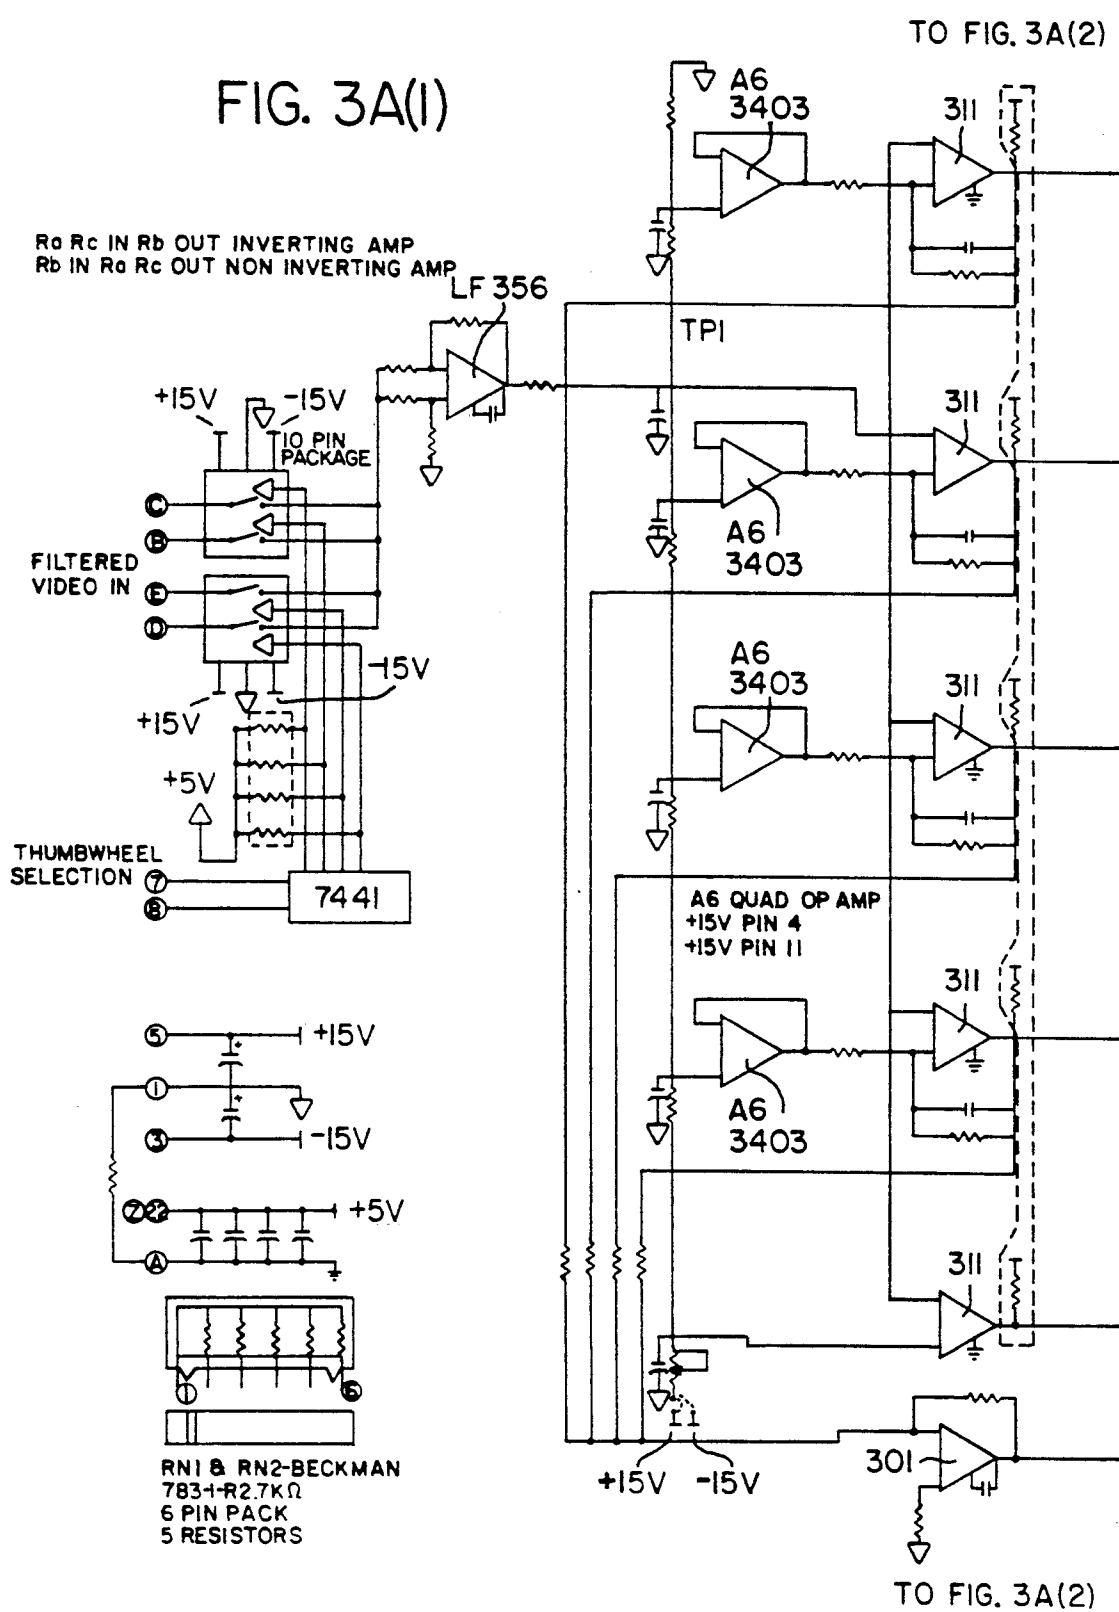 TO FIG. 3A(2)
FIG. 3A(1)
A6
3403
311
Ra Rc IN Rb OUT INVERTING AMP
Rb IN Ra Rc OUT NON INVERTING AMP
LF 356
TP1
+15V
-15V
10 PIN
PACKAGE
311
C
B
A6
3403
FILTERED
VIDEO IN
E
D
-15V
+15V
A6
3403
311
+5V
THUMBWHEEL
SELECTION
7
8
7441
A6 QUAD OP AMP
+15V PIN 4
+15V PIN 11
311
5
+15V
1
3
-15V
A6
3403
7
22
+5V
A
311
1
6
RN1 & RN2-BECKMAN
783-1-R2.7KΩ
6 PIN PACK
5 RESISTORS
+15V
-15V
301
TO FIG. 3A(2)